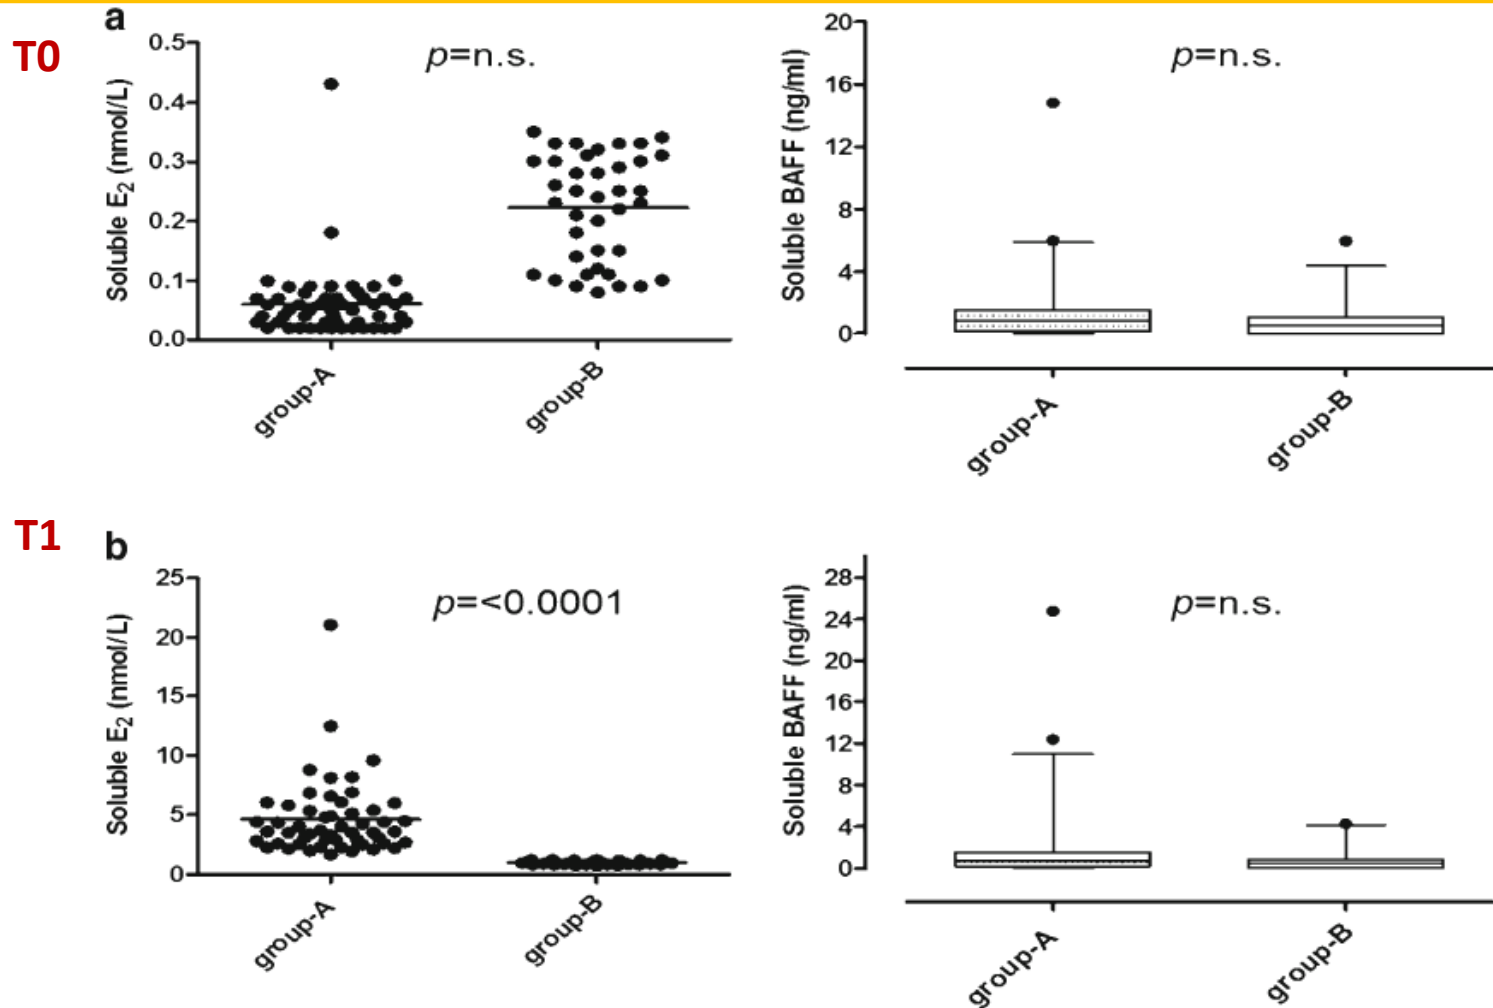 a
T0
0.5
0.4
0.3
0.2
0.1
0.0
Soluble E₂ (nmol/L)
p=n.s.
group-A
group-B
20
16
12
8
4
0
Soluble BAFF (ng/ml)
p=n.s.
group-A
group-B
T1
b
25
20
15
10
5
0
Soluble E₂ (nmol/L)
p=<0.0001
group-A
group-B
28
24
20
16
12
8
4
0
Soluble BAFF (ng/ml)
p=n.s.
group-A
group-B